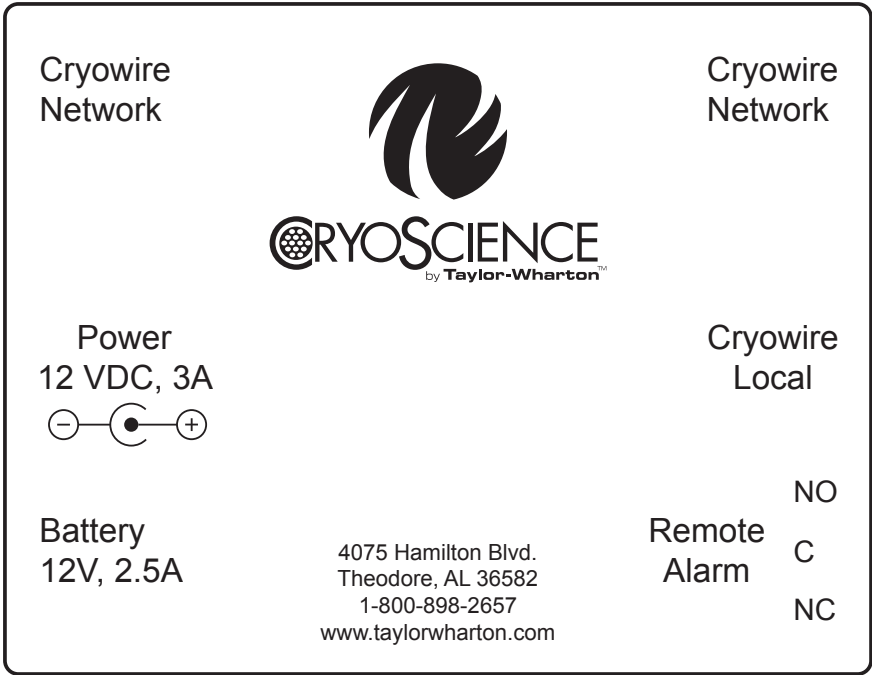 Cryowire
Network
Cryowire
Network
CRYOSCIENCE
by Taylor-Wharton™
Power
12 VDC, 3A
− +
Cryowire
Local
Battery
12V, 2.5A
4075 Hamilton Blvd.
Theodore, AL 36582
1-800-898-2657
www.taylorwharton.com
Remote
Alarm
NO
C
NC